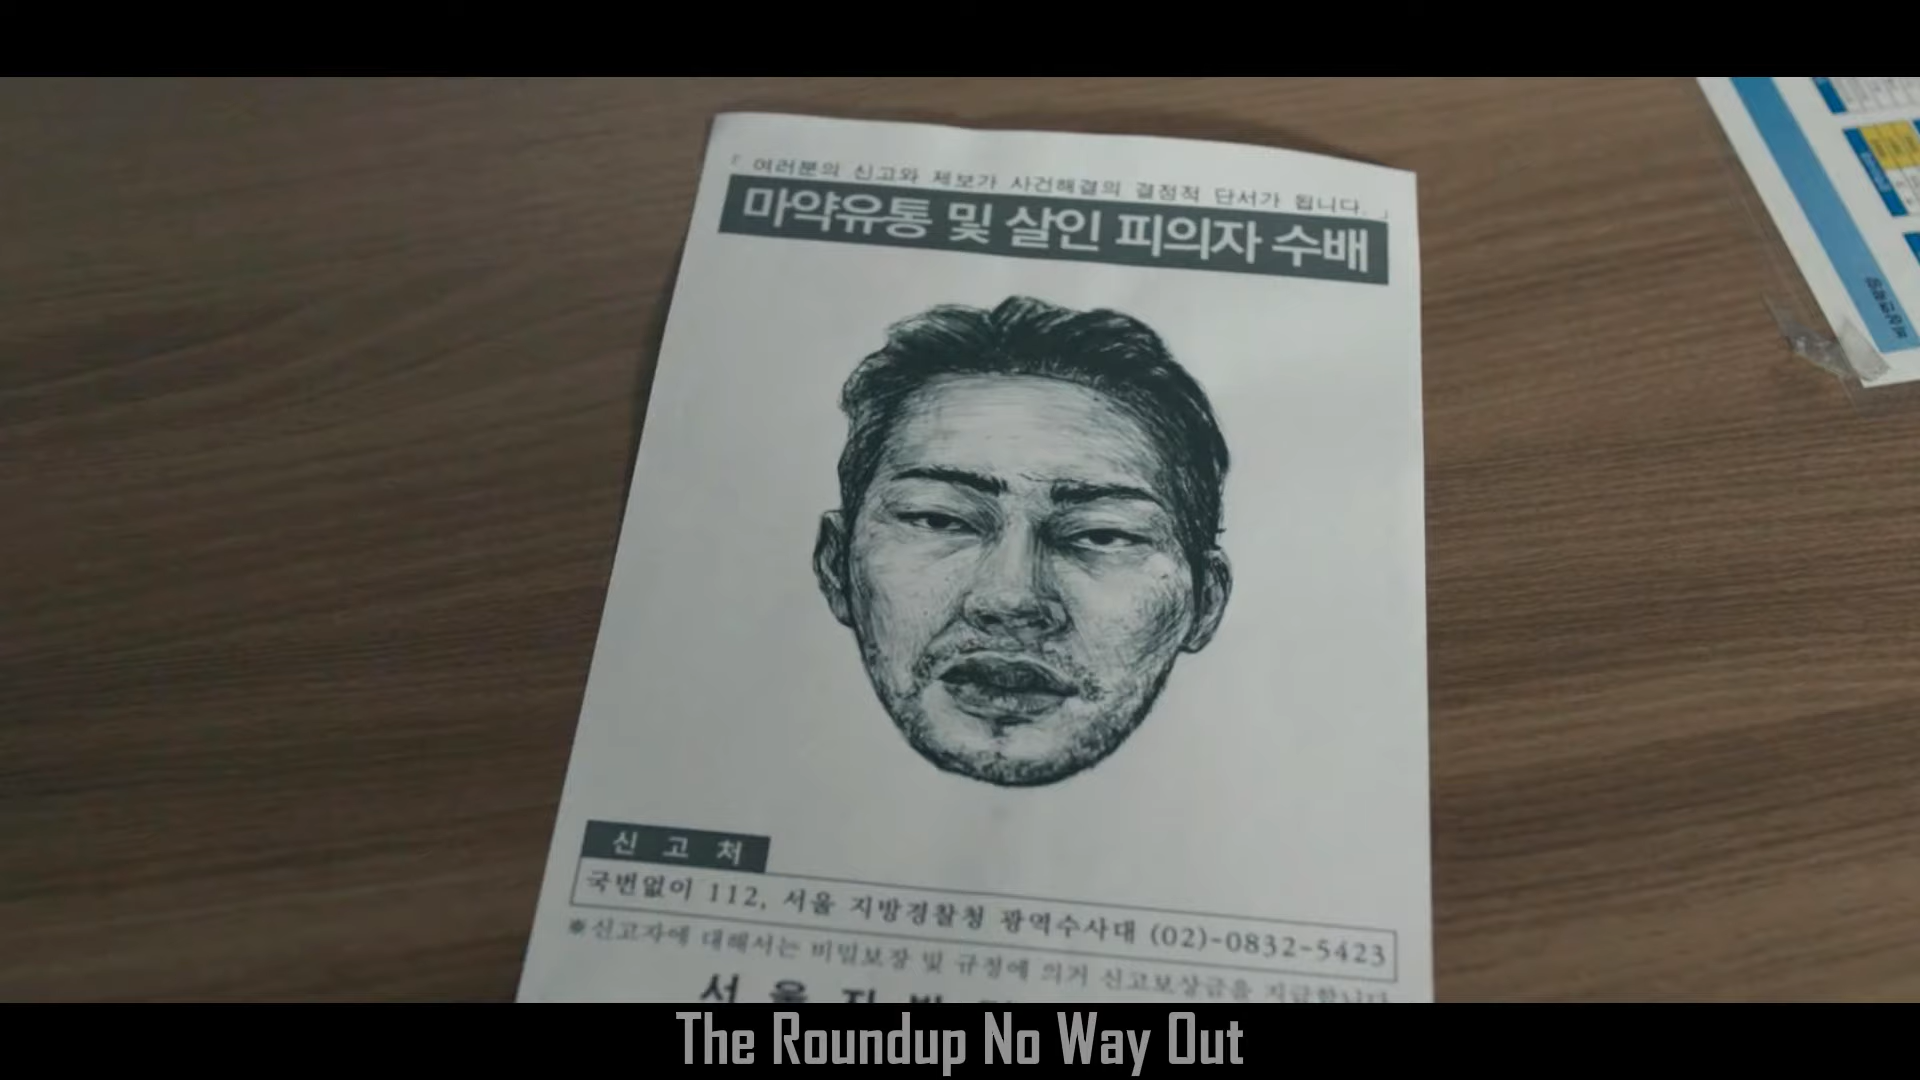 「 여러분의 신고와 제보가 사건해결의 결정적 단서가 됩니다. 」
마약유통 및 살인 피의자 수배
신 고 처
국번없이 112, 서울 지방경찰청 광역수사대 (02)-0832-5423
※신고자에 대해서는 비밀보장 및 규정에 의거 신고보상금을 지급합니다
서 울 지 방
The Roundup No Way Out